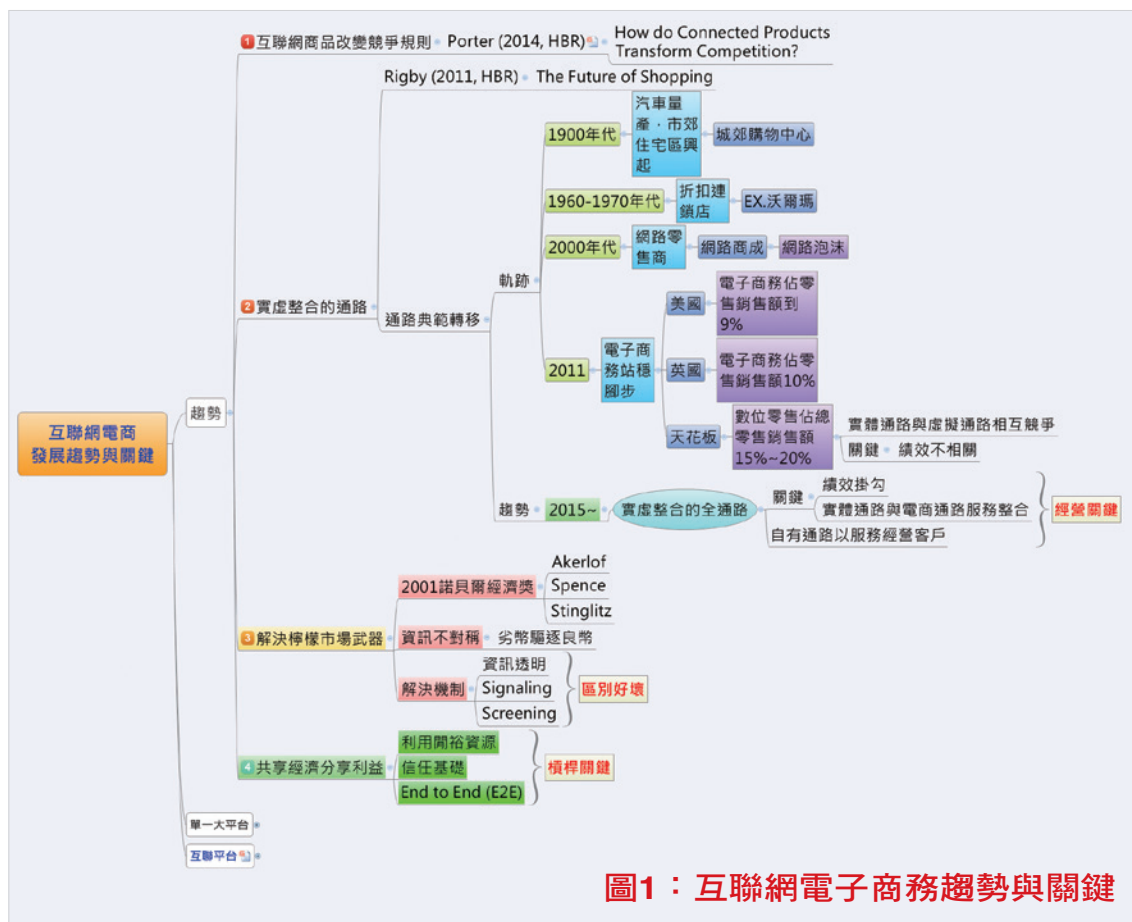 1 互聯網商品改變競爭規則
Porter (2014, HBR)
How do Connected Products
Transform Competition?
Rigby (2011, HBR)
The Future of Shopping
1900年代
汽車量
產，市郊
住宅區興
起
城郊購物中心
1960-1970年代
折扣連
鎖店
EX.沃爾瑪
2000年代
網路零
售商
網路商成
網路泡沫
軌跡
2 實虛整合的通路
通路典範轉移
2011
電子商
務站穩
腳步
美國
電子商務佔零
售銷售額到
9%
英國
電子商務佔零
售銷售額10%
天花板
數位零售佔總
零售銷售額
15%~20%
實體通路與虛擬通路相互競爭
關鍵
績效不相關
趨勢
互聯網電商
發展趨勢與關鍵
趨勢
2015~
實虛整合的全通路
關鍵
績效掛勾
實體通路與電商通路服務整合
自有通路以服務經營客戶
經營關鍵
3 解決檸檬市場武器
2001諾貝爾經濟獎
Akerlof
Spence
Stinglitz
資訊不對稱
劣幣驅逐良幣
解決機制
資訊透明
Signaling
Screening
區別好壞
4 共享經濟分享利益
利用閒裕資源
信任基礎
End to End (E2E)
槓桿關鍵
單一大平台
互聯平台
圖1：互聯網電子商務趨勢與關鍵